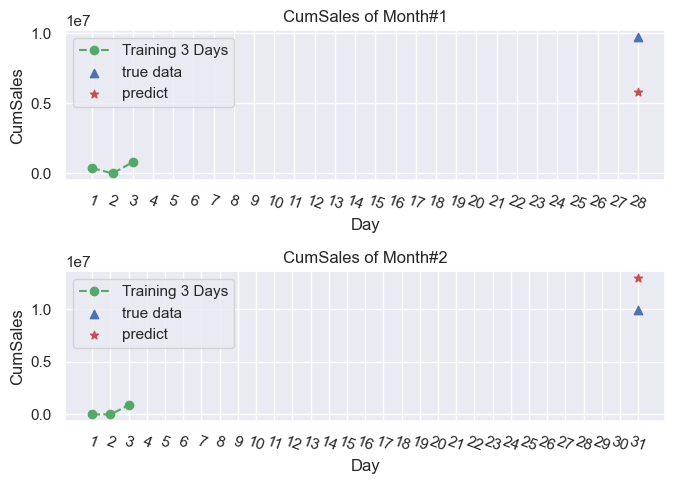 CumSales of Month#1
1e7
Training 3 Days
true data
predict
CumSales
1.0
0.5
0.0
1 2 3 4 5 6 7 8 9 10 11 12 13 14 15 16 17 18 19 20 21 22 23 24 25 26 27 28
Day
CumSales of Month#2
1e7
Training 3 Days
true data
predict
CumSales
1.0
0.5
0.0
1 2 3 4 5 6 7 8 9 10 11 12 13 14 15 16 17 18 19 20 21 22 23 24 25 26 27 28 29 30 31
Day